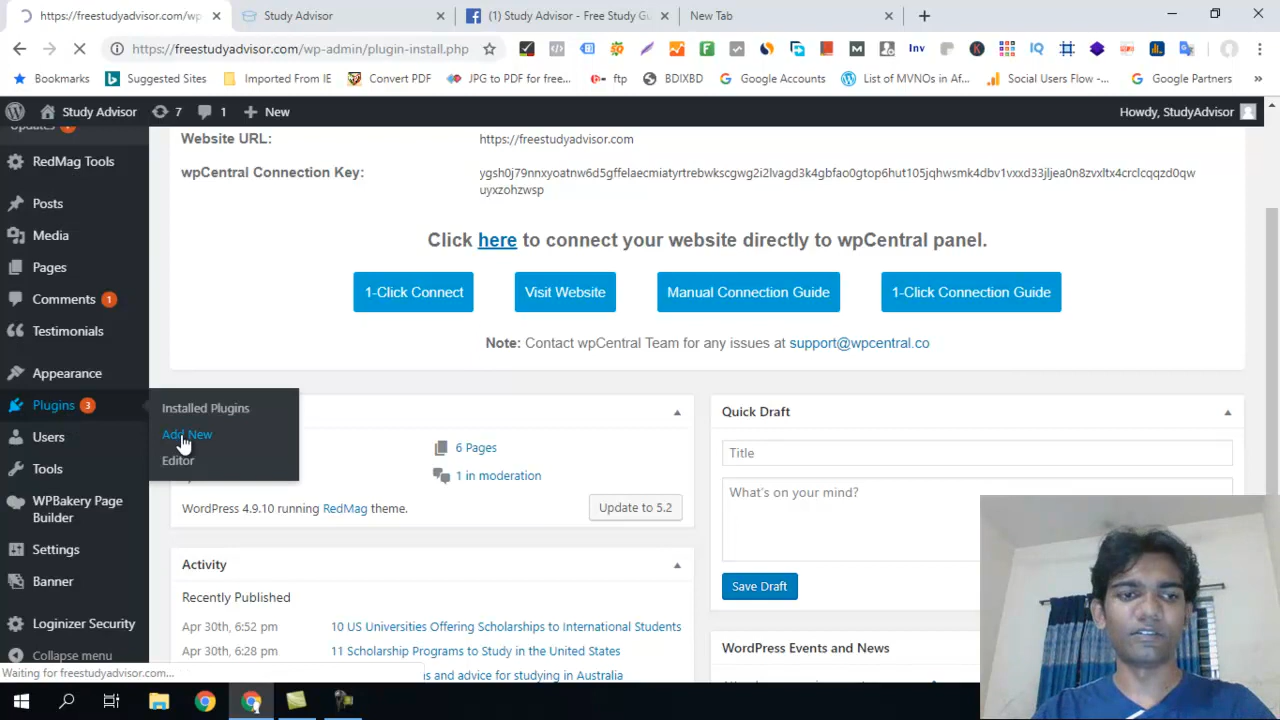 https://freestudyadvisor.com/wp-
Study Advisor
(1) Study Advisor - Free Study Gu
New Tab
https://freestudyadvisor.com/wp-admin/plugin-install.php
Inv
Bookmarks
Suggested Sites
Imported From IE
Convert PDF
JPG to PDF for free...
ftp
BDIXBD
Google Accounts
List of MVNOs in Af...
Social Users Flow -...
Google Partners
»
Study Advisor
7
1
New
Howdy, StudyAdvisor
Updates
RedMag Tools
Posts
Media
Pages
Comments 1
Testimonials
Appearance
Plugins 3
Users
Tools
WPBakery Page
Builder
Settings
Banner
Loginizer Security
Collapse menu
Installed Plugins
Add New
Editor
Website URL:
https://freestudyadvisor.com
wpCentral Connection Key:
ygsh0j79nnxyoatnw6d5gffelaecmiatyrtrebwkscgwg2i2lvagd3k4gbfao0gtop6hut105jqhwsmk4dbv1vxxd33jljea0n8zvxltx4crclcqqzd0qw
uyxzohzwsp
Click here to connect your website directly to wpCentral panel.
1-Click Connect
Visit Website
Manual Connection Guide
1-Click Connection Guide
Note: Contact wpCentral Team for any issues at support@wpcentral.co
6 Pages
1 in moderation
WordPress 4.9.10 running RedMag theme.
Update to 5.2
Activity
Recently Published
Apr 30th, 6:52 pm
10 US Universities Offering Scholarships to International Students
Apr 30th, 6:28 pm
11 Scholarship Programs to Study in the United States
s and advice for studying in Australia
Quick Draft
Title
What's on your mind?
Save Draft
WordPress Events and News
Waiting for freestudyadvisor.com...